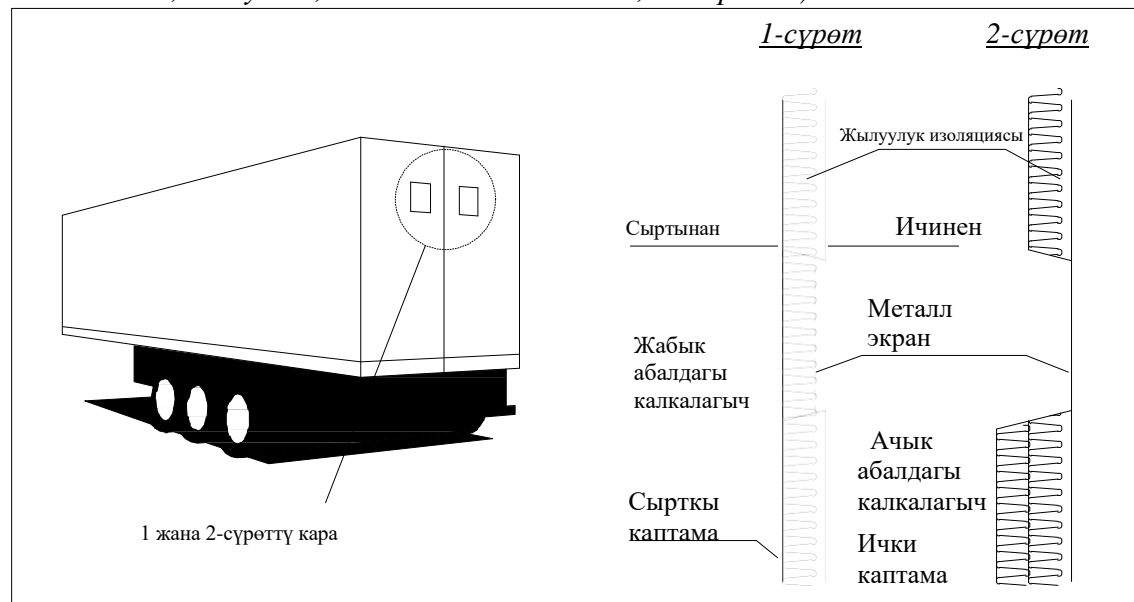 1-сүрөт
2-сүрөт
Жылуулук изоляциясы
Сыртынан
Ичинен
Металл
экран
Жабык
абалдагы
калкалагыч
Ачык
абалдагы
калкалагыч
Сырткы
каптама
Ички
каптама
1 жана 2-сүрөттү кара